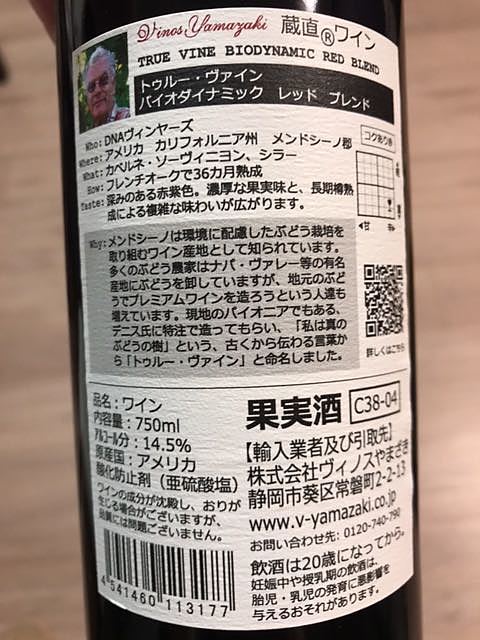 Vinos Yamazaki 蔵直®ワイン
TRUE VINE BIODYNAMIC RED BLEND
トゥルー・ヴァイン
バイオダイナミック レッド ブレンド
Who: DNAヴィンヤーズ
Where: アメリカ カリフォルニア州 メンドシーノ郡
What: カベルネ・ソーヴィニヨン、シラー
How: フレンチオークで36カ月熟成
Taste: 深みのある赤紫色。濃厚な果実味と、長期樽熟
成による複雑な味わいが広がります。
コクあり赤
◀甘 辛▶
Why: メンドシーノは環境に配慮したぶどう栽培を
取り組むワイン産地として知られています。
多くのぶどう農家はナパ・ヴァレー等の有名
産地にぶどうを卸していますが、地元のぶど
うでプレミアムワインを造ろうという人達も
増えています。現地のパイオニアでもある、
デニス氏に特注で造ってもらい、「私は真の
ぶどうの樹」という、古くから伝わる言葉か
ら「トゥルー・ヴァイン」と命名しました。
詳しくはこちら
品名：ワイン
内容量：750ml
アルコール分：14.5%
原産国：アメリカ
酸化防止剤（亜硫酸塩）
ワインの成分が沈殿し、おりが
生じる場合がございますが、
品質には問題ございません。
4 541460 113177
果実酒 C38-04
【輸入業者及び引取先】
株式会社ヴィノスやまざき
静岡市葵区常磐町2-2-13
www.v-yamazaki.co.jp
お問い合わせ先：0120-740-790
飲酒は20歳になってから。
妊娠中や授乳期の飲酒は、
胎児・乳児の発育に悪影響を
与えるおそれがあります。